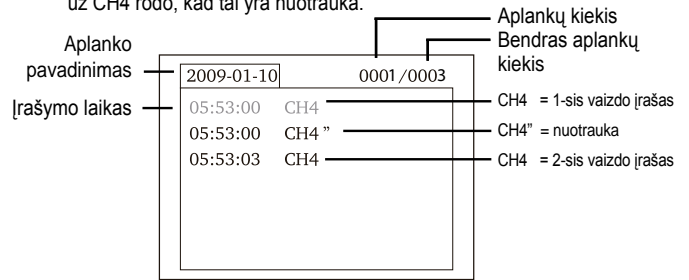 už CH4 rodo, kad tai yra nuotrauka.
Aplankų kiekis
Bendras aplankų
kiekis
Aplanko
pavadinimas
2009-01-10
0001/0003
Įrašymo laikas
05:53:00 CH4
CH4 = 1-sis vaizdo įrašas
05:53:00 CH4 ”
CH4” = nuotrauka
05:53:03 CH4
CH4 = 2-sis vaizdo įrašas